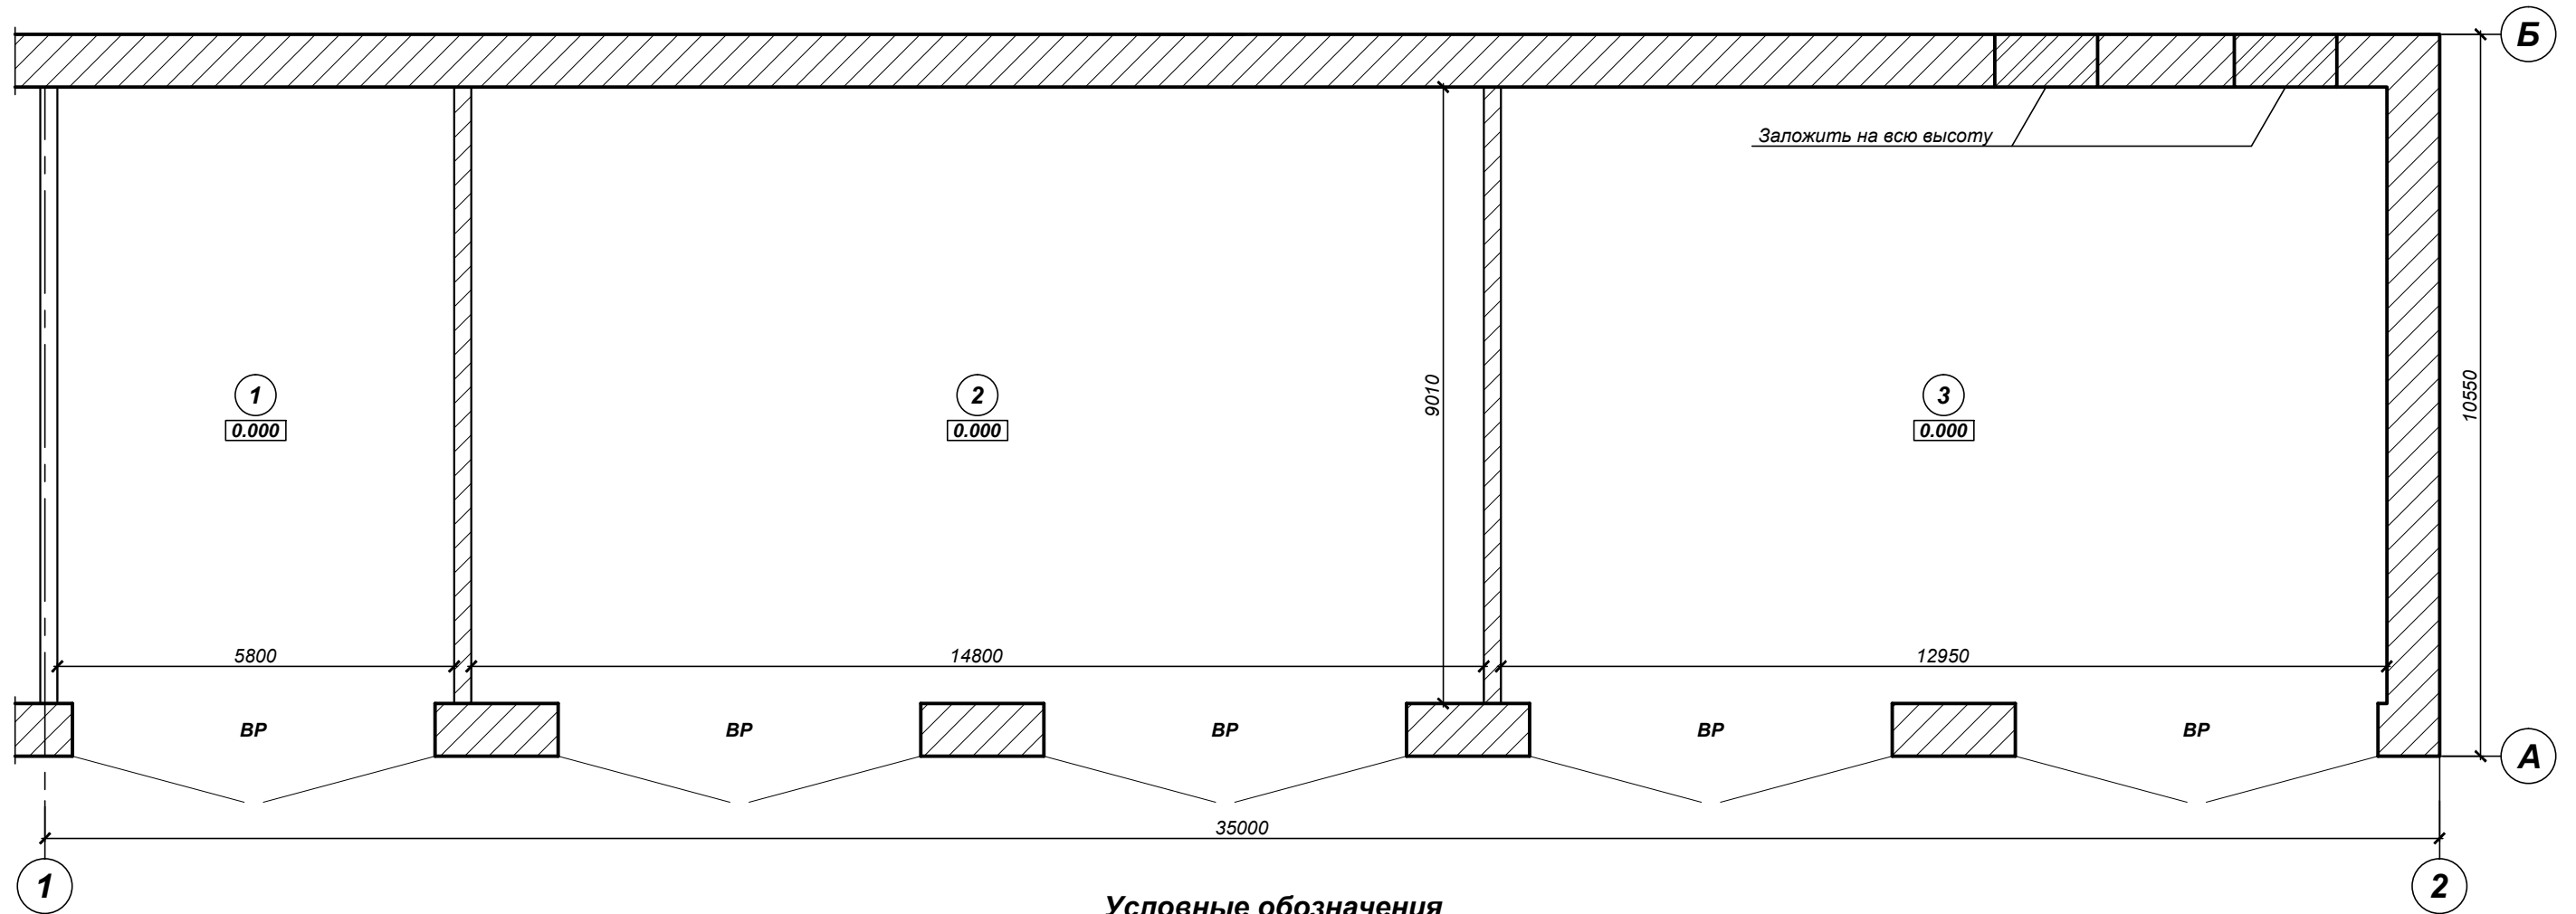 Б
Заложить на всю высоту
1
0.000
2
0.000
3
0.000
9010
10550
5800
14800
12950
ВР
ВР
ВР
ВР
ВР
А
35000
1
2
Условные обозначения